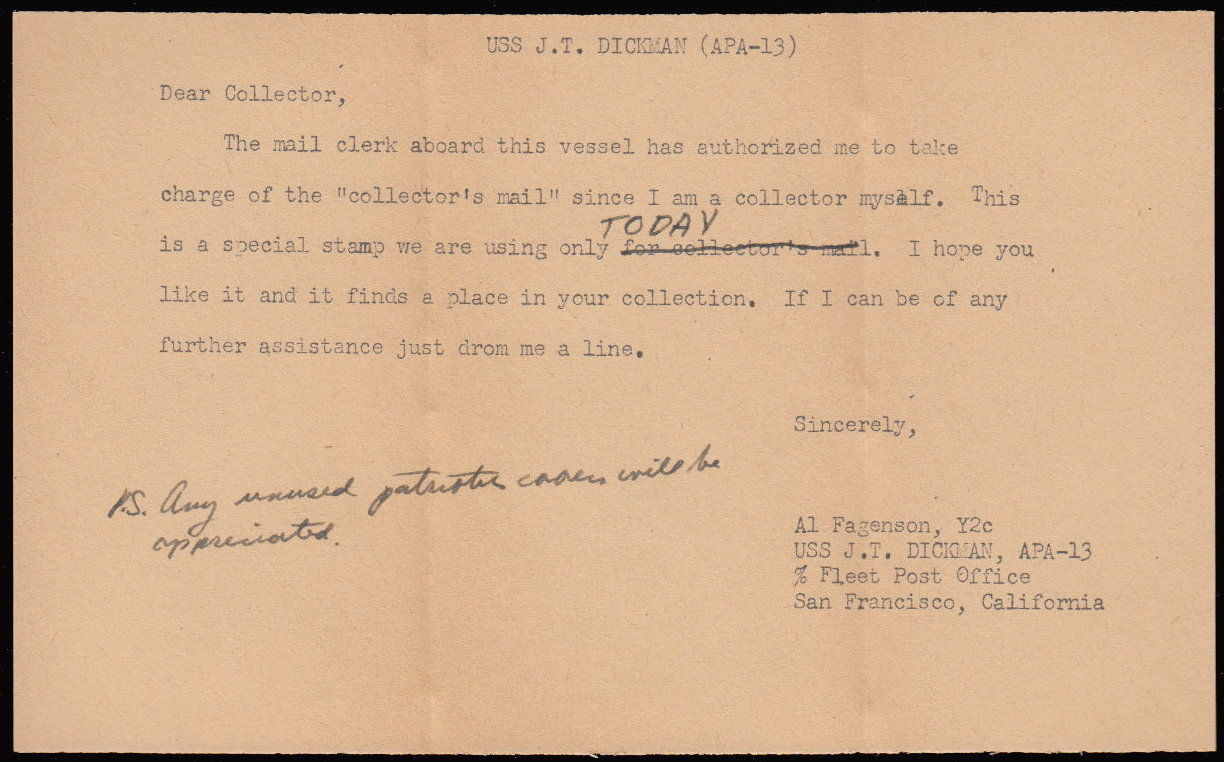 USS J.T. DICKMAN (APA-13)
Dear Collector,
The mail clerk aboard this vessel has authorized me to take
charge of the "collector's mail" since I am a collector myself. This
TODAY
is a special stamp we are using only for collector's mail. I hope you
like it and it finds a place in your collection. If I can be of any
further assistance just drom me a line.
Sincerely,
P.S. Any unused patriotic covers will be
appreciated.
Al Fagenson, Y2c
USS J.T. DICKMAN, APA-13
% Fleet Post Office
San Francisco, California